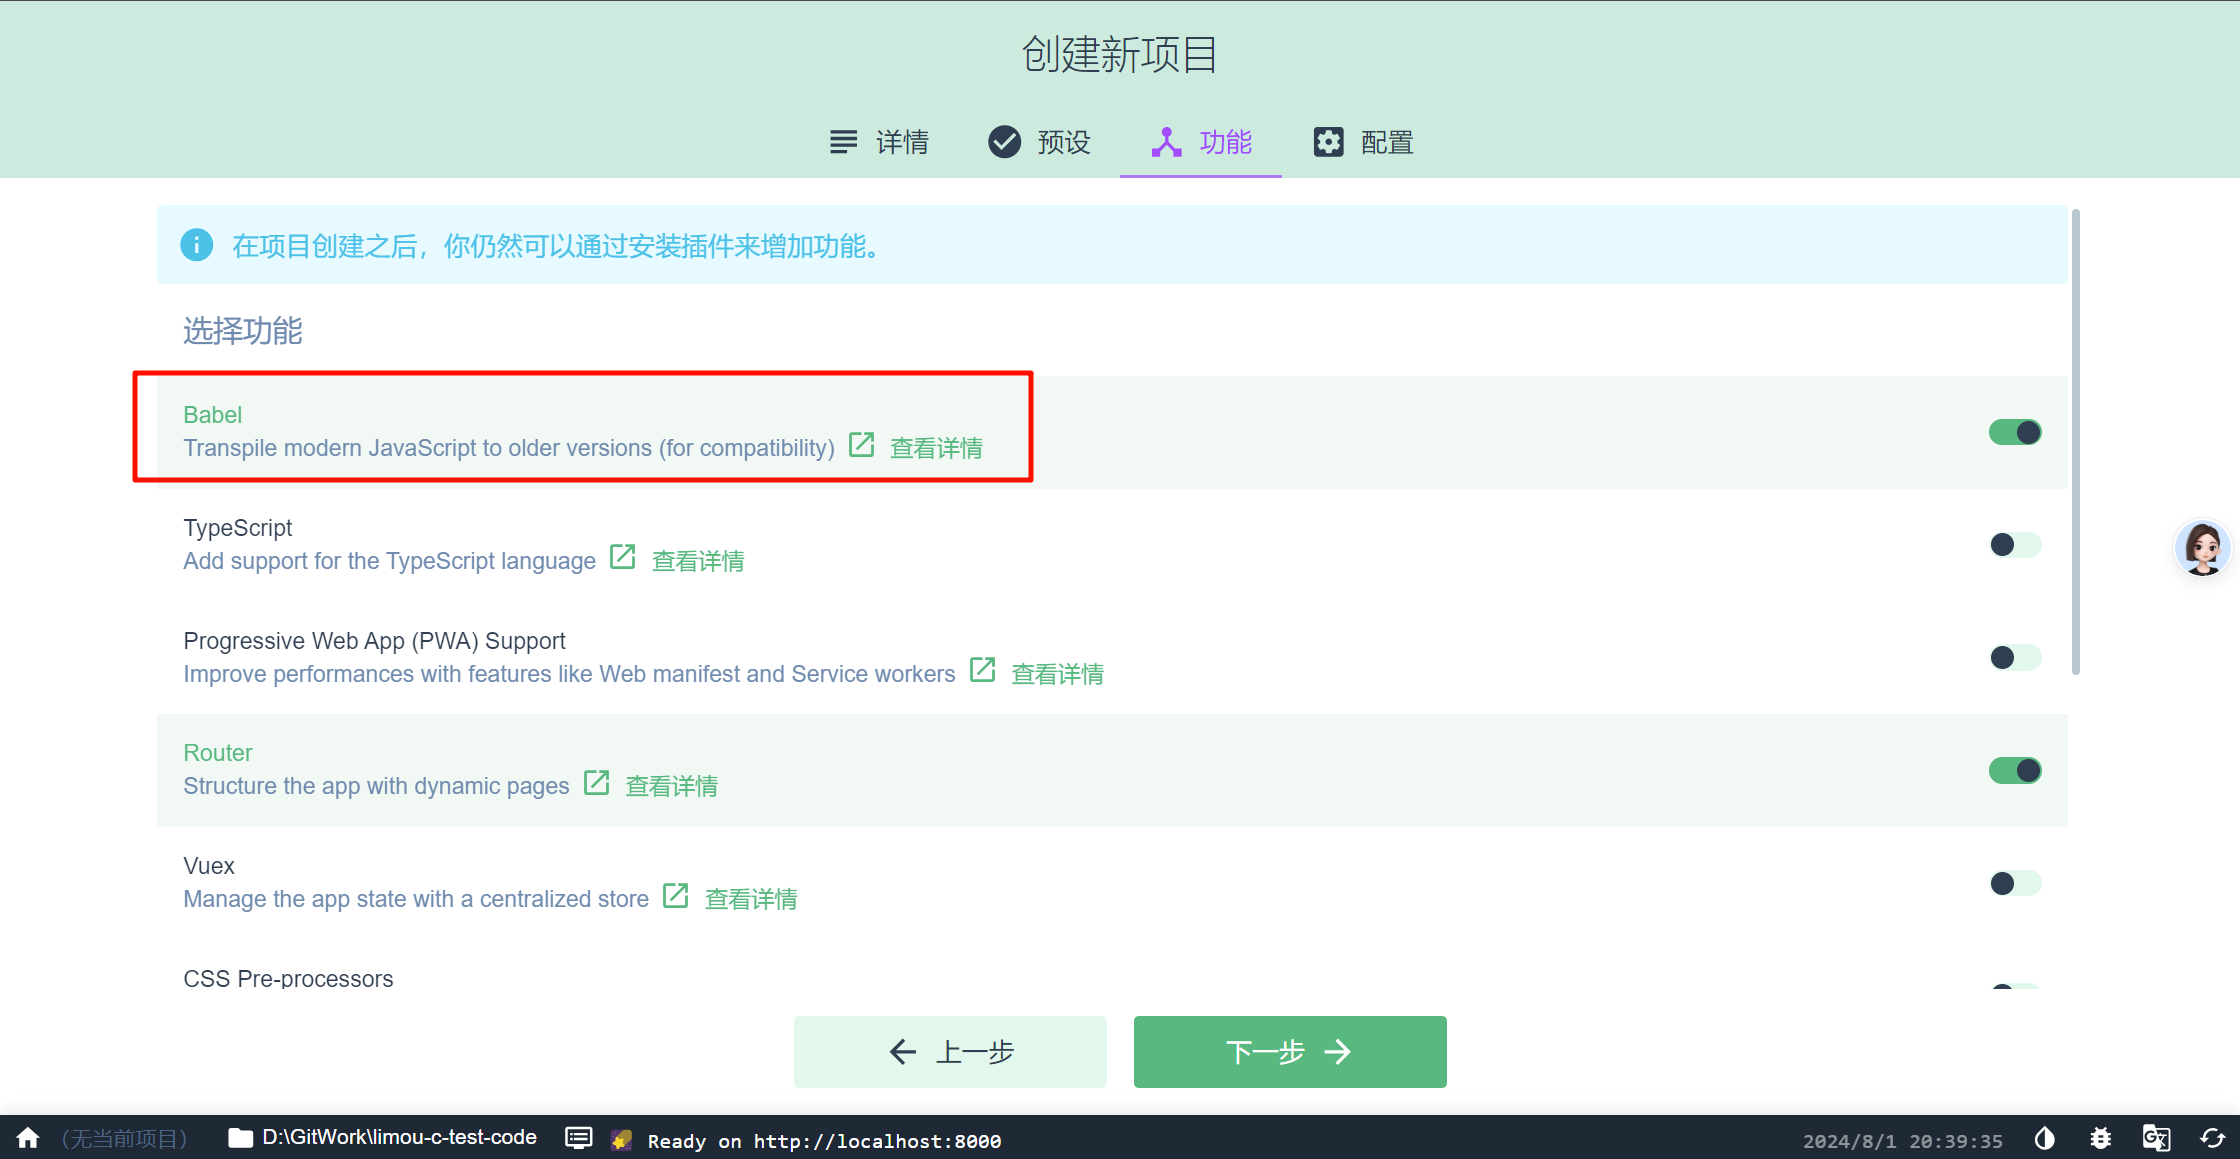 创建新项目
详情 预设 功能 配置
在项目创建之后，你仍然可以通过安装插件来增加功能。
选择功能
Babel
Transpile modern JavaScript to older versions (for compatibility) 查看详情
TypeScript
Add support for the TypeScript language 查看详情
Progressive Web App (PWA) Support
Improve performances with features like Web manifest and Service workers 查看详情
Router
Structure the app with dynamic pages 查看详情
Vuex
Manage the app state with a centralized store 查看详情
CSS Pre-processors
上一步 下一步
（无当前项目） D:\GitWork\limou-c-test-code Ready on http://localhost:8000 2024/8/1 20:39:35